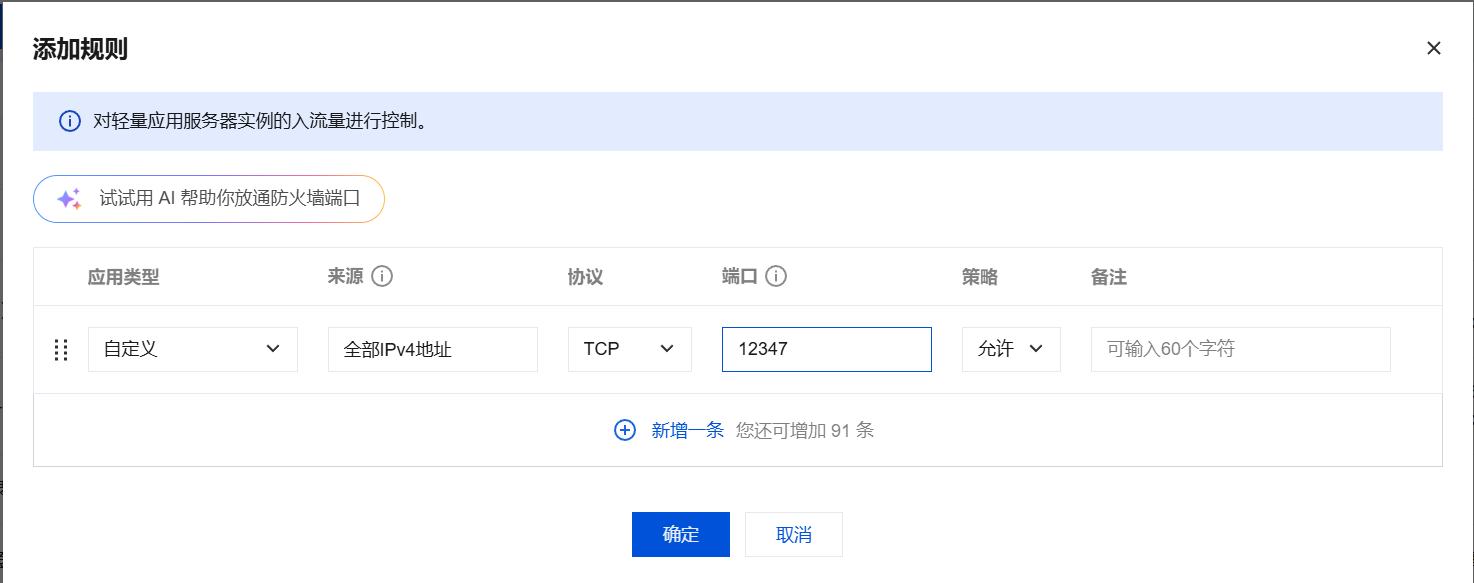 添加规则
对轻量应用服务器实例的入流量进行控制。
试试用 AI 帮助你放通防火墙端口
应用类型 来源 协议 端口 策略 备注
自定义 全部IPv4地址 TCP 12347 允许 可输入60个字符
新增一条 您还可增加 91 条
确定 取消